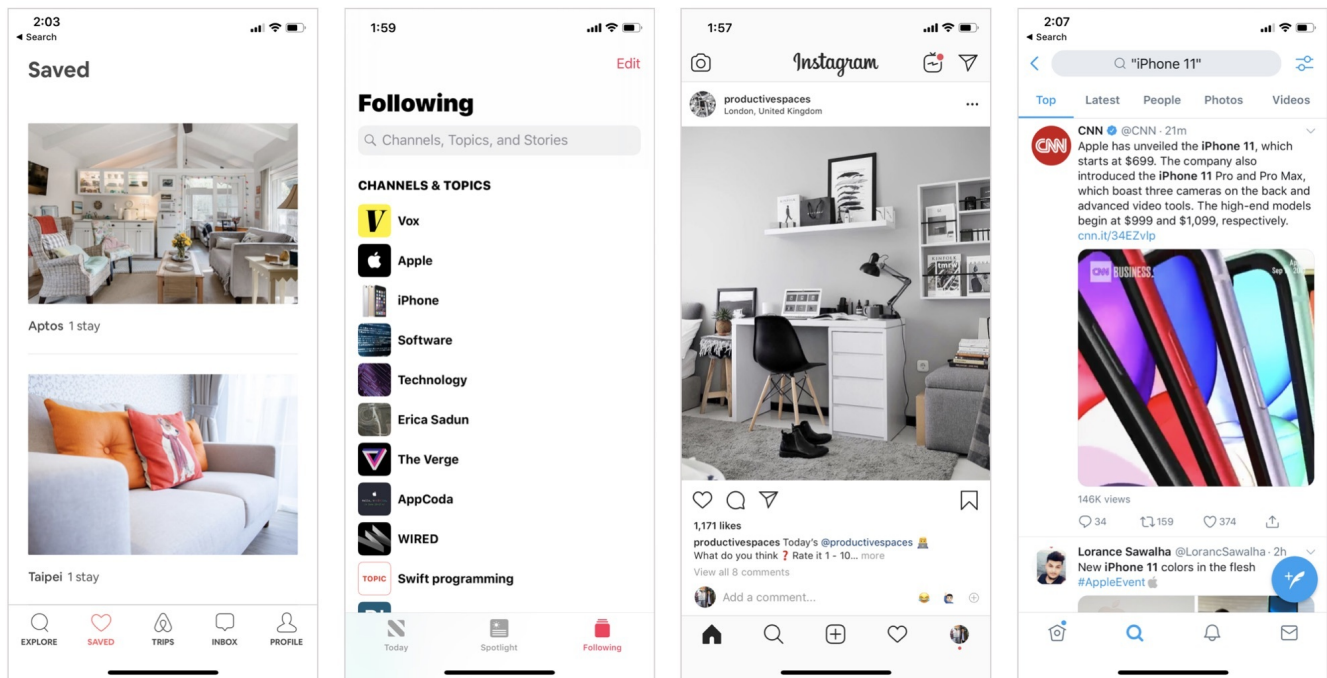 2:03
◀ Search
Saved
Aptos 1 stay
Taipei 1 stay
EXPLORE
SAVED
TRIPS
INBOX
PROFILE
1:59
Edit
Following
Channels, Topics, and Stories
CHANNELS & TOPICS
Vox
Apple
iPhone
Software
Technology
Erica Sadun
The Verge
AppCoda
WIRED
TOPIC Swift programming
Today
Spotlight
Following
1:57
Instagram
productivespaces
London, United Kingdom
KINFOLK
tmrw
1,171 likes
productivespaces Today's @productivespaces
What do you think ❓ Rate it 1 - 10... more
View all 8 comments
Add a comment...
2:07
◀ Search
"iPhone 11"
Top
Latest
People
Photos
Videos
CNN
CNN @CNN · 21m
Apple has unveiled the iPhone 11, which
starts at $699. The company also
introduced the iPhone 11 Pro and Pro Max,
which boast three cameras on the back and
advanced video tools. The high-end models
begin at $999 and $1,099, respectively.
cnn.it/34EZvlp
CNN BUSINESS
146K views
34
159
374
Lorance Sawalha @LorancSawalha · 2h
New iPhone 11 colors in the flesh
#AppleEvent